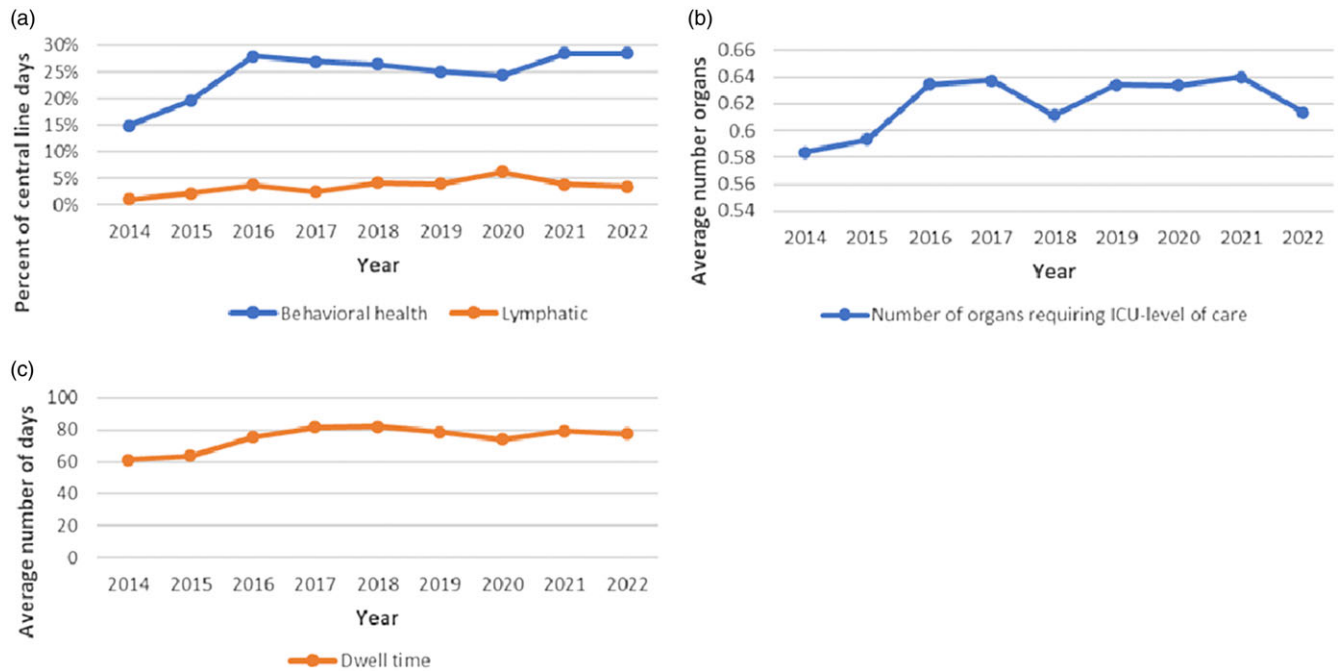 (a)
Percent of central line days
30%
25%
20%
15%
10%
5%
0%
2014 2015 2016 2017 2018 2019 2020 2021 2022
Year
Behavioral health Lymphatic
(b)
Average number organs
0.66
0.64
0.62
0.6
0.58
0.56
0.54
2014 2015 2016 2017 2018 2019 2020 2021 2022
Year
Number of organs requiring ICU-level of care
(c)
Average number of days
100
80
60
40
20
0
2014 2015 2016 2017 2018 2019 2020 2021 2022
Year
Dwell time